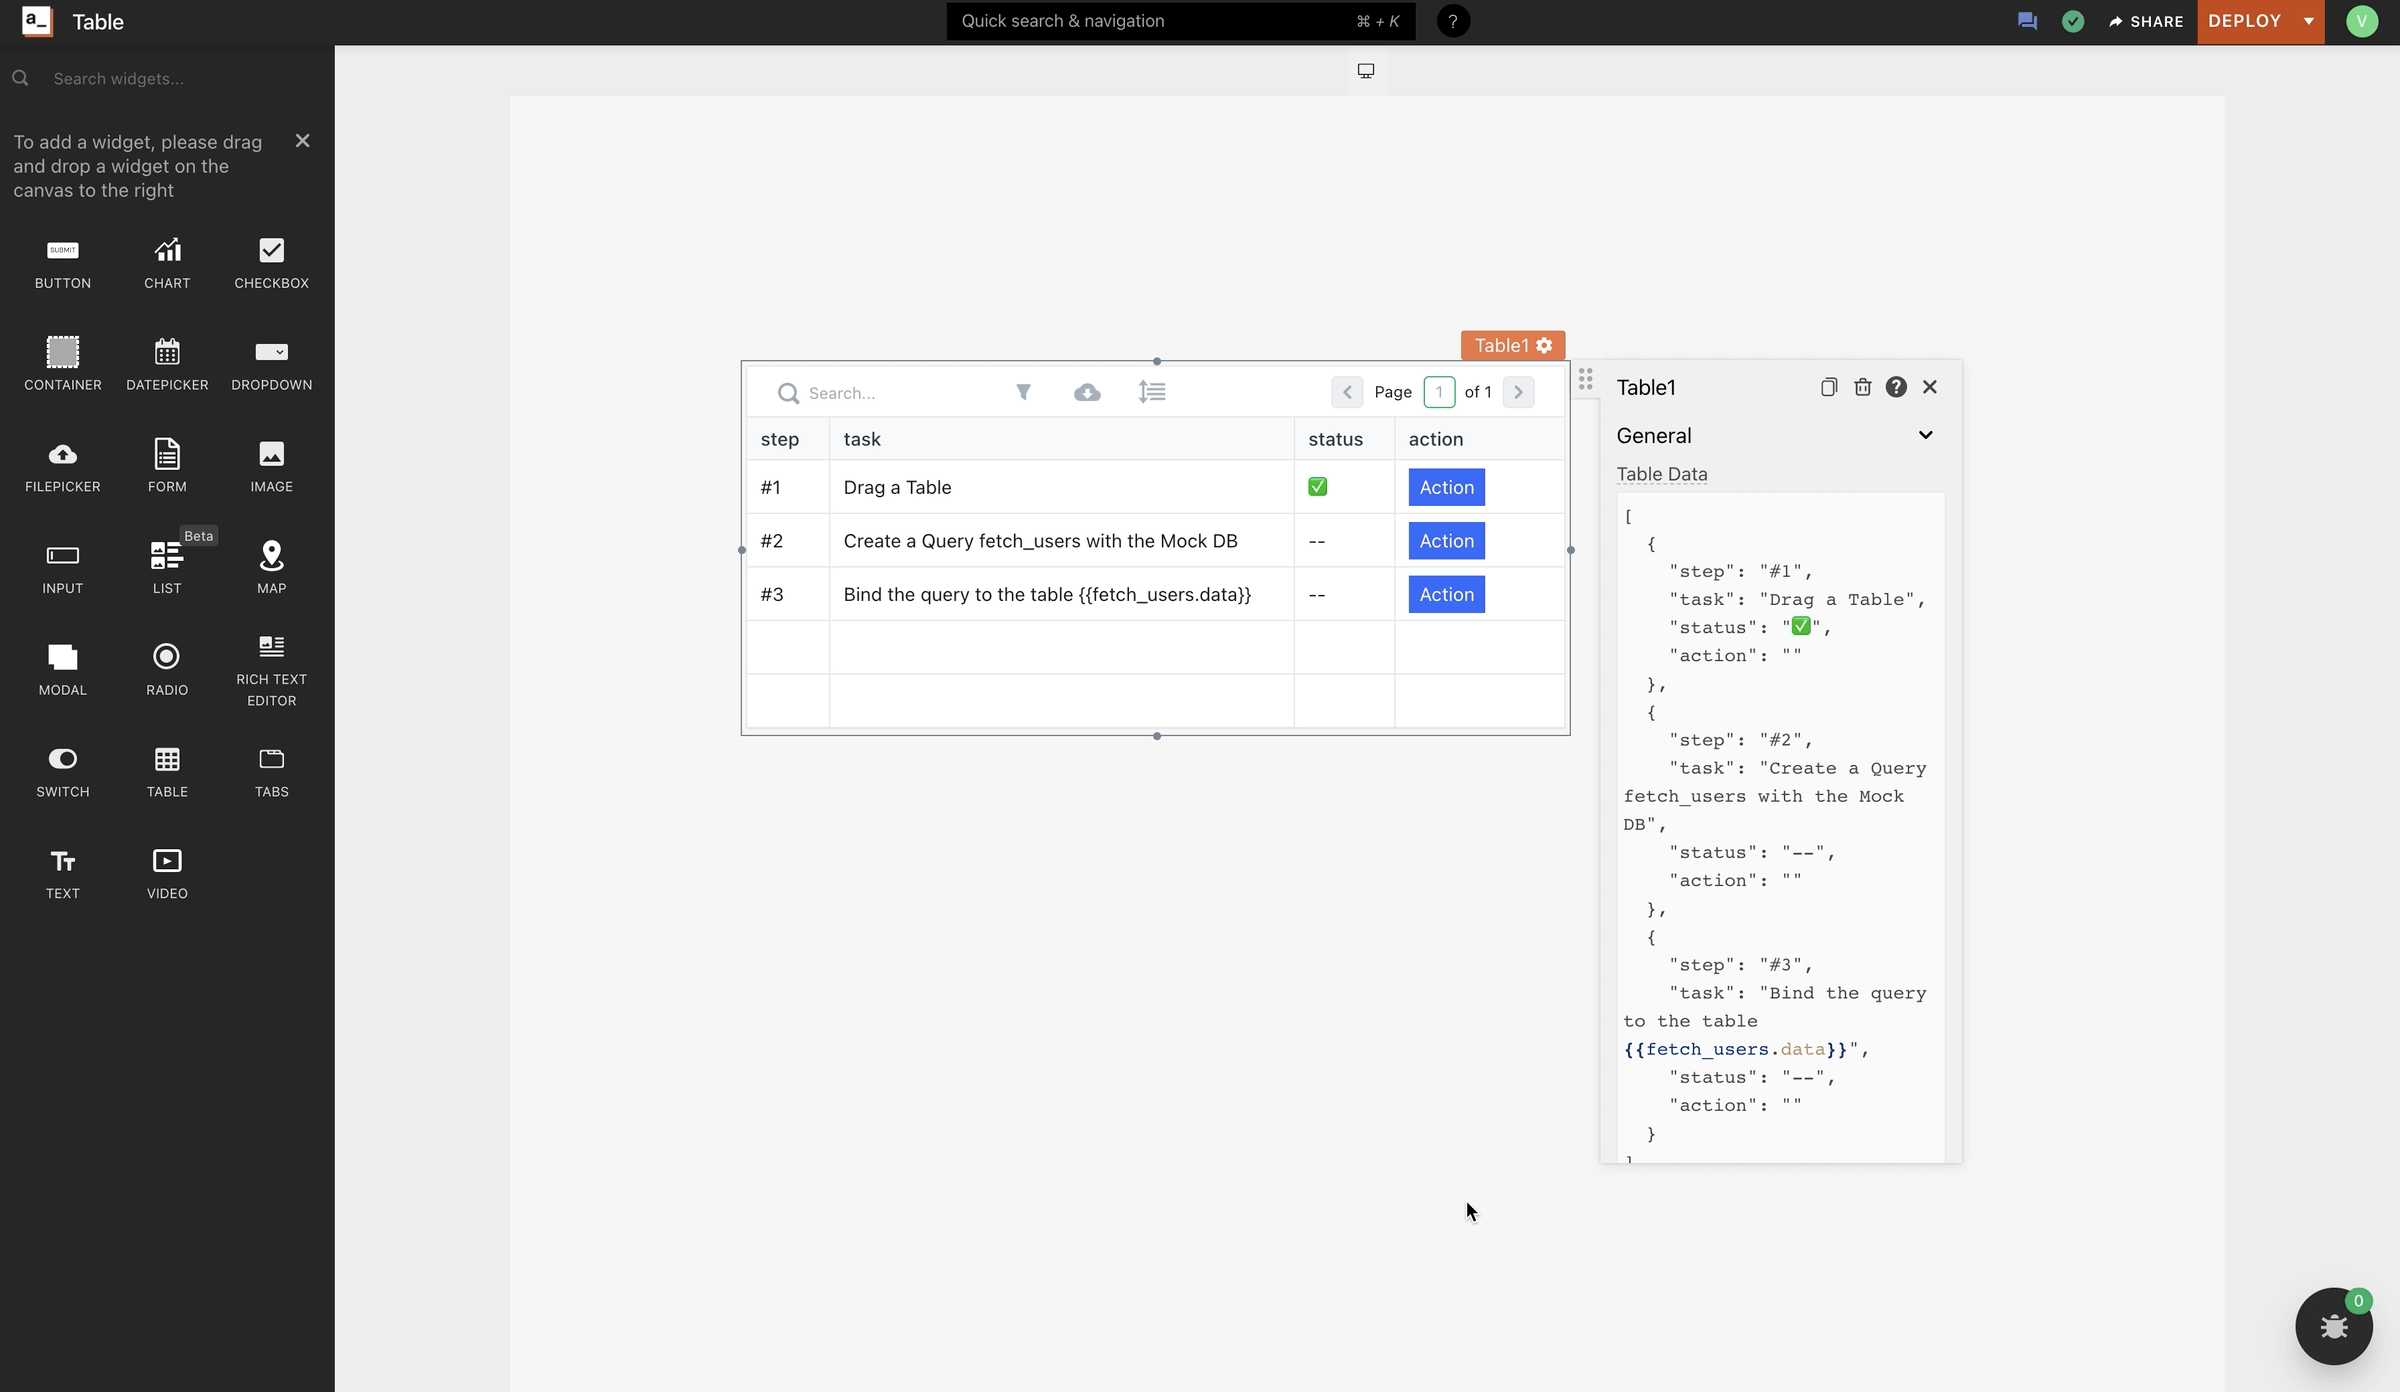 a_ Table
Quick search & navigation ⌘ + K ?
SHARE DEPLOY V
Search widgets...
To add a widget, please drag
and drop a widget on the
canvas to the right
SUBMIT
BUTTON CHART CHECKBOX
CONTAINER DATEPICKER DROPDOWN
FILEPICKER FORM IMAGE
Beta
INPUT LIST MAP
MODAL RADIO RICH TEXT
EDITOR
SWITCH TABLE TABS
TEXT VIDEO
Table1
Search... Page 1 of 1
step task status action
#1 Drag a Table ✅ Action
#2 Create a Query fetch_users with the Mock DB -- Action
#3 Bind the query to the table {{fetch_users.data}} -- Action
Table1
General
Table Data
[
{
"step": "#1",
"task": "Drag a Table",
"status": "✅",
"action": ""
},
{
"step": "#2",
"task": "Create a Query
fetch_users with the Mock
DB",
"status": "--",
"action": ""
},
{
"step": "#3",
"task": "Bind the query
to the table
{{fetch_users.data}}",
"status": "--",
"action": ""
}
]
0